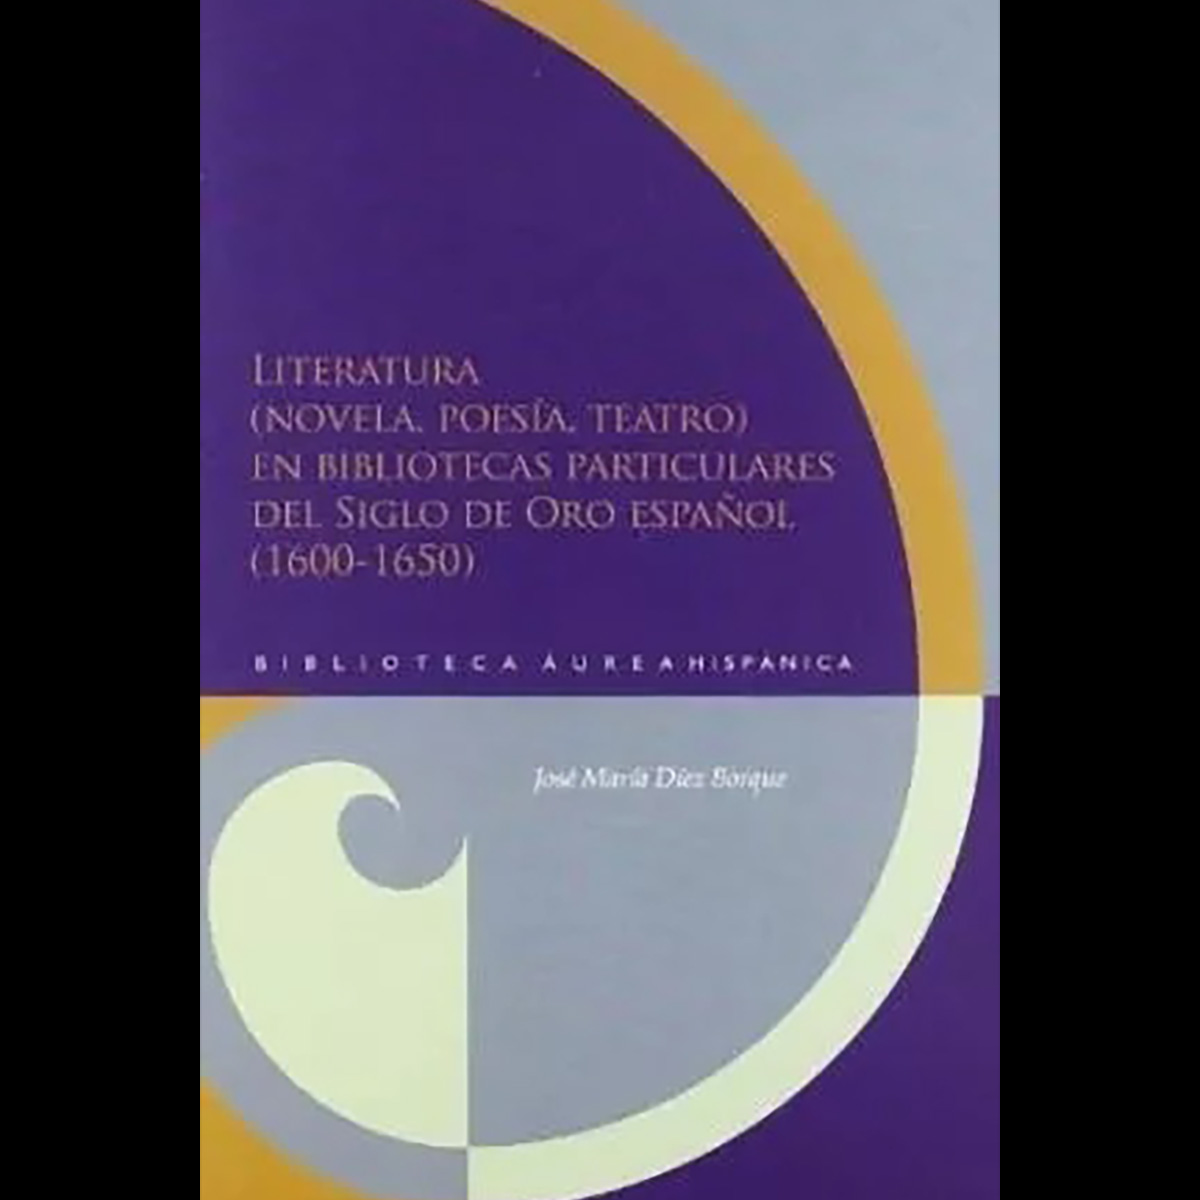 LITERATURA
(NOVELA, POESÍA, TEATRO)
EN BIBLIOTECAS PARTICULARES
DEL SIGLO DE ORO ESPAÑOL
(1600-1650)
BIBLIOTECA ÁUREA HISPÁNICA
José María Díez Borque